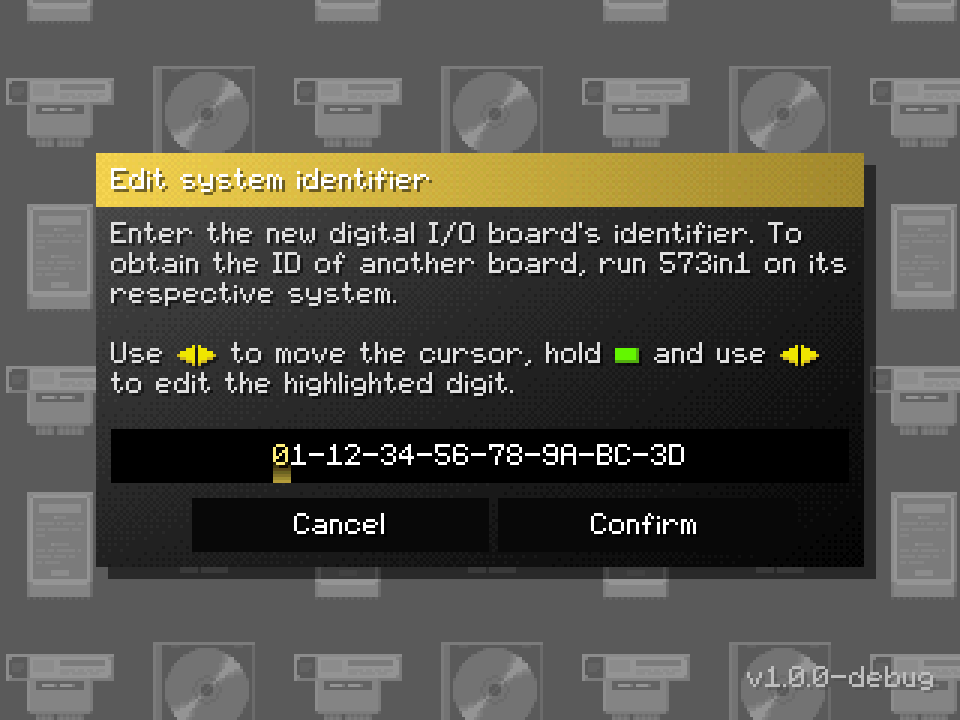 Edit system identifier
Enter the new digital I/O board's identifier. To
obtain the ID of another board, run 573in1 on its
respective system.
Use ◀▶ to move the cursor, hold and use ◀▶
to edit the highlighted digit.
01-12-34-56-78-9A-BC-3D
Cancel
Confirm
v1.0.0-debug